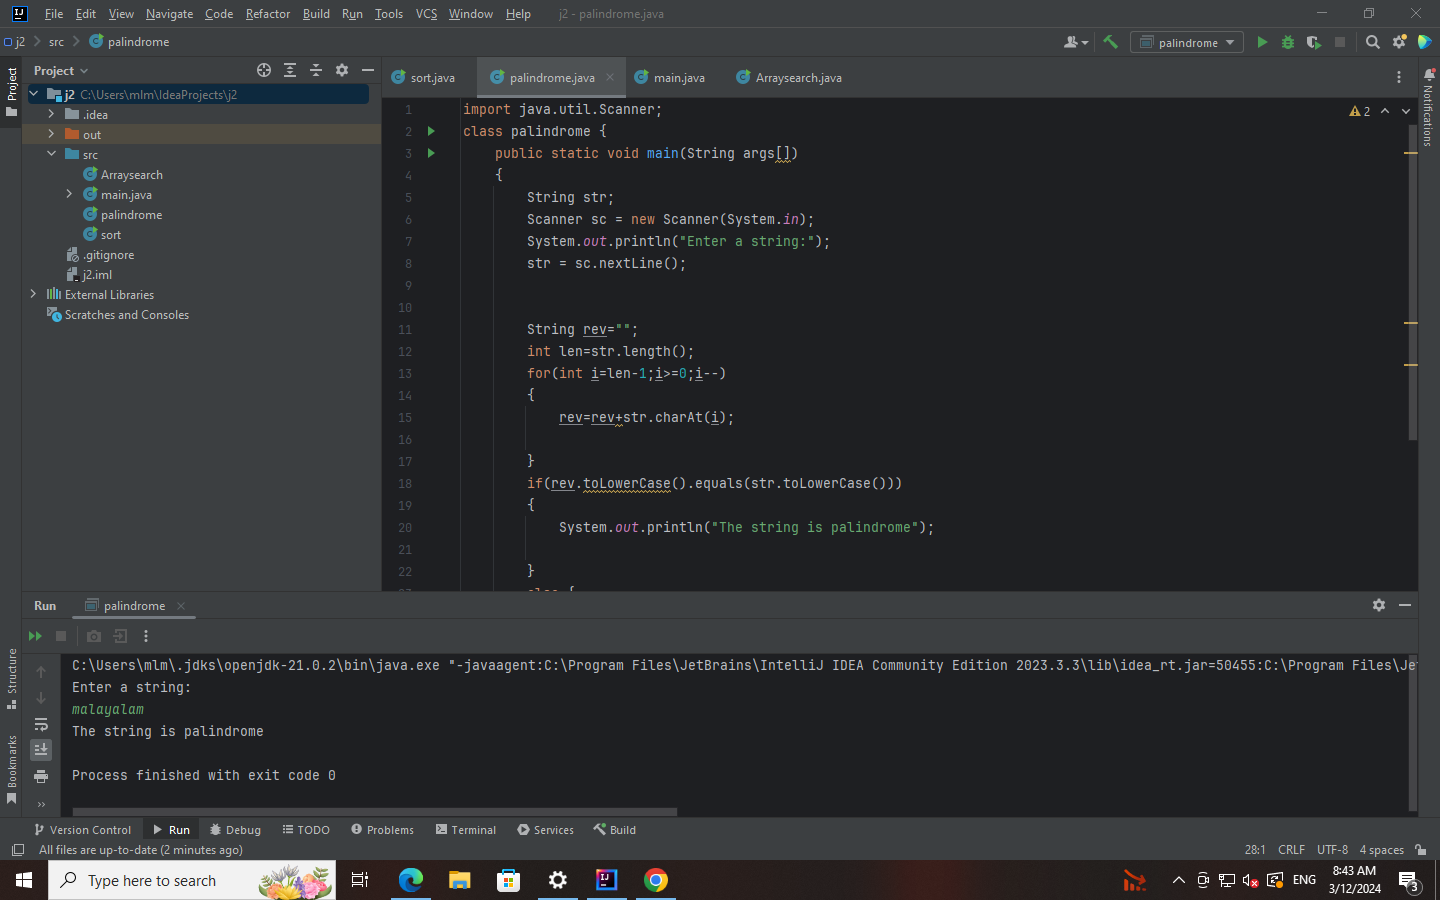 File Edit View Navigate Code Refactor Build Run Tools VCS Window Help j2 - palindrome.java
j2 src palindrome
palindrome
Project
sort.java palindrome.java main.java Arraysearch.java
Project
j2 C:\Users\mlm\IdeaProjects\j2
.idea
out
src
Arraysearch
main.java
palindrome
sort
.gitignore
j2.iml
External Libraries
Scratches and Consoles
1 import java.util.Scanner;
2 class palindrome {
3 public static void main(String args[])
4 {
5 String str;
6 Scanner sc = new Scanner(System.in);
7 System.out.println("Enter a string:");
8 str = sc.nextLine();
9
10
11 String rev="";
12 int len=str.length();
13 for(int i=len-1;i>=0;i--)
14 {
15 rev=rev+str.charAt(i);
16
17 }
18 if(rev.toLowerCase().equals(str.toLowerCase()))
19 {
20 System.out.println("The string is palindrome");
21
22 }
2
Notifications
Run palindrome
C:\Users\mlm\.jdks\openjdk-21.0.2\bin\java.exe "-javaagent:C:\Program Files\JetBrains\IntelliJ IDEA Community Edition 2023.3.3\lib\idea_rt.jar=50455:C:\Program Files\Je
Enter a string:
malayalam
The string is palindrome
Process finished with exit code 0
Structure
Bookmarks
Version Control Run Debug TODO Problems Terminal Services Build
All files are up-to-date (2 minutes ago)
28:1 CRLF UTF-8 4 spaces
Type here to search
ENG
8:43 AM
3/12/2024
3